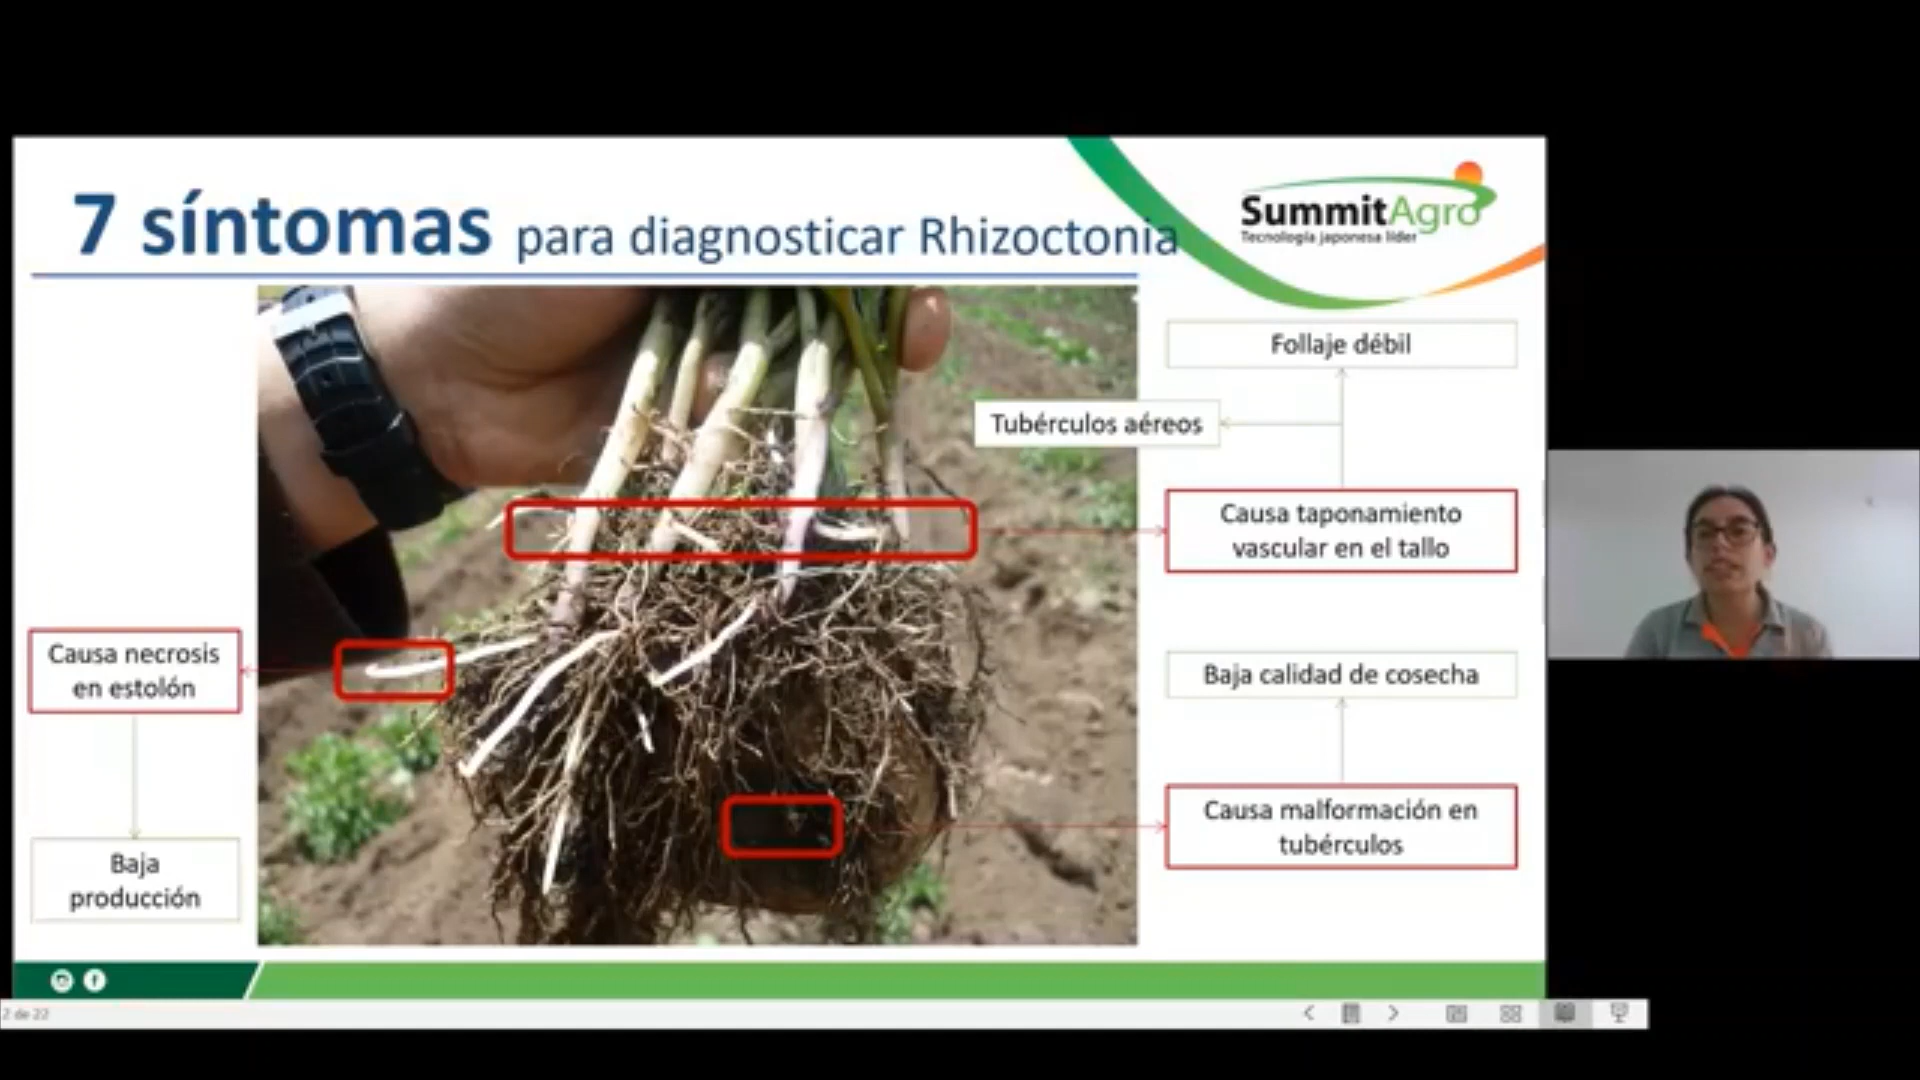 7 síntomas para diagnosticar Rhizoctonia
SummitAgro
Tecnología japonesa líder
Follaje débil
Tubérculos aéreos
Causa taponamiento
vascular en el tallo
Causa necrosis
en estolón
Baja calidad de cosecha
Causa malformación en
tubérculos
Baja
producción
2 de 22